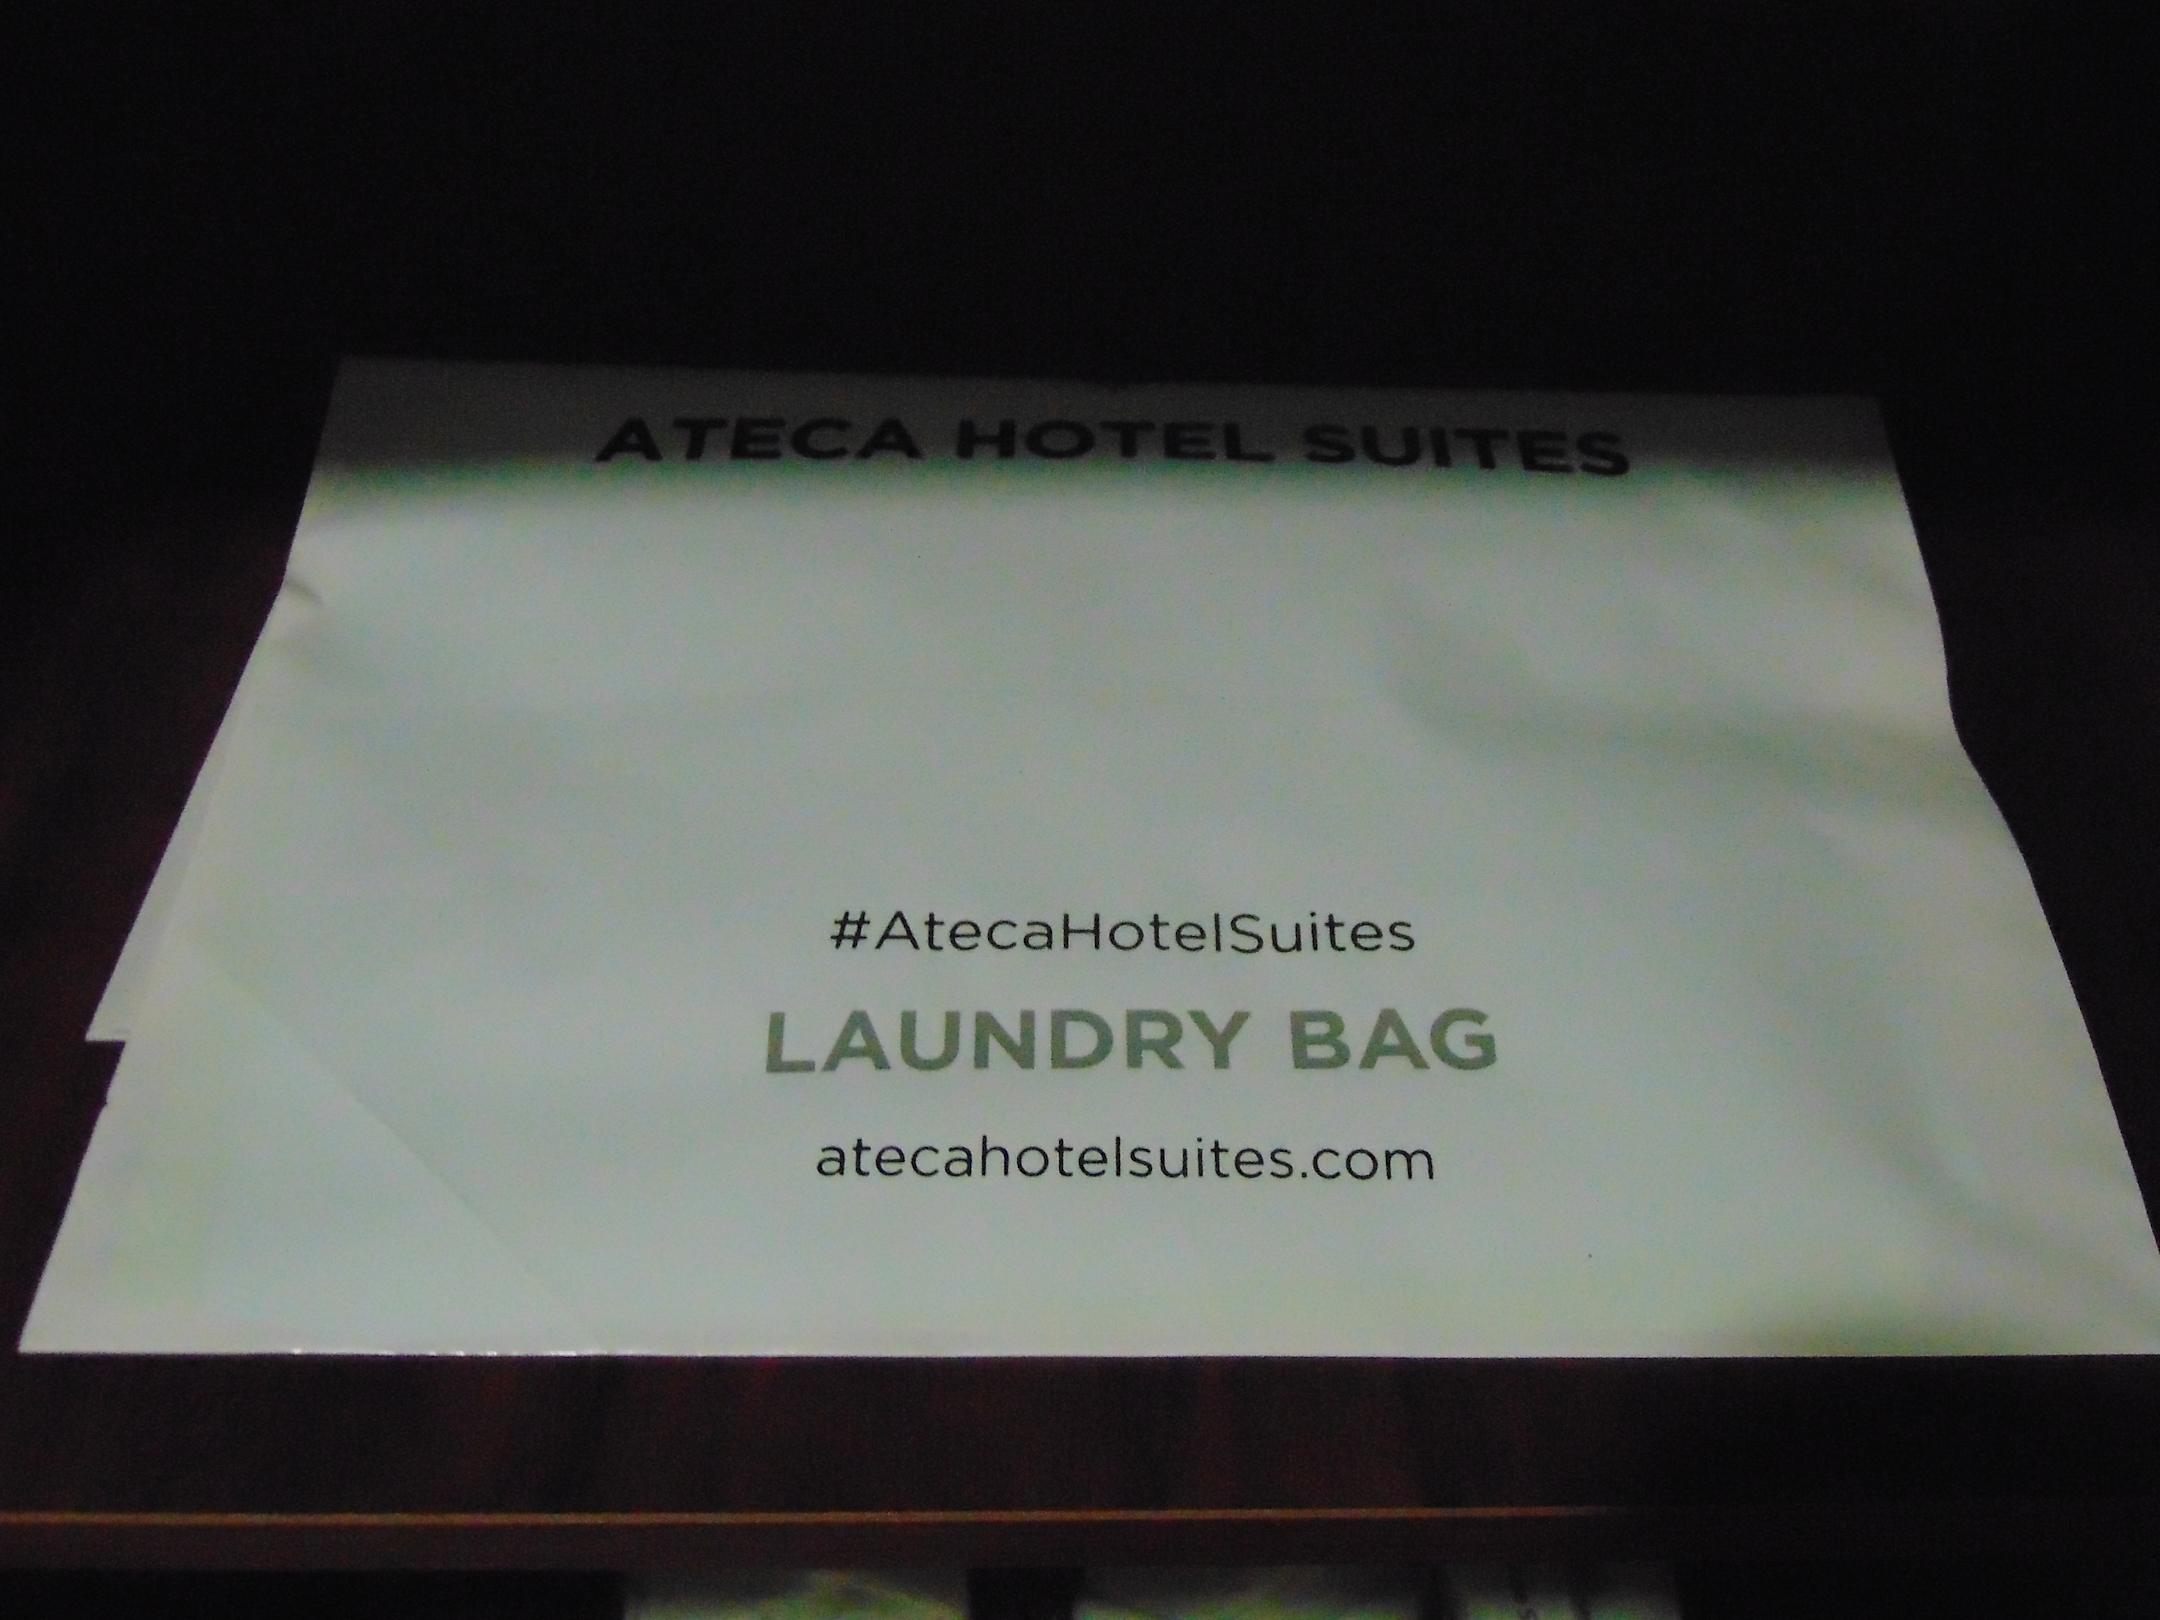 ATECA HOTEL SUITES
#AtecaHotelSuites
LAUNDRY BAG
atecahotelsuites.com